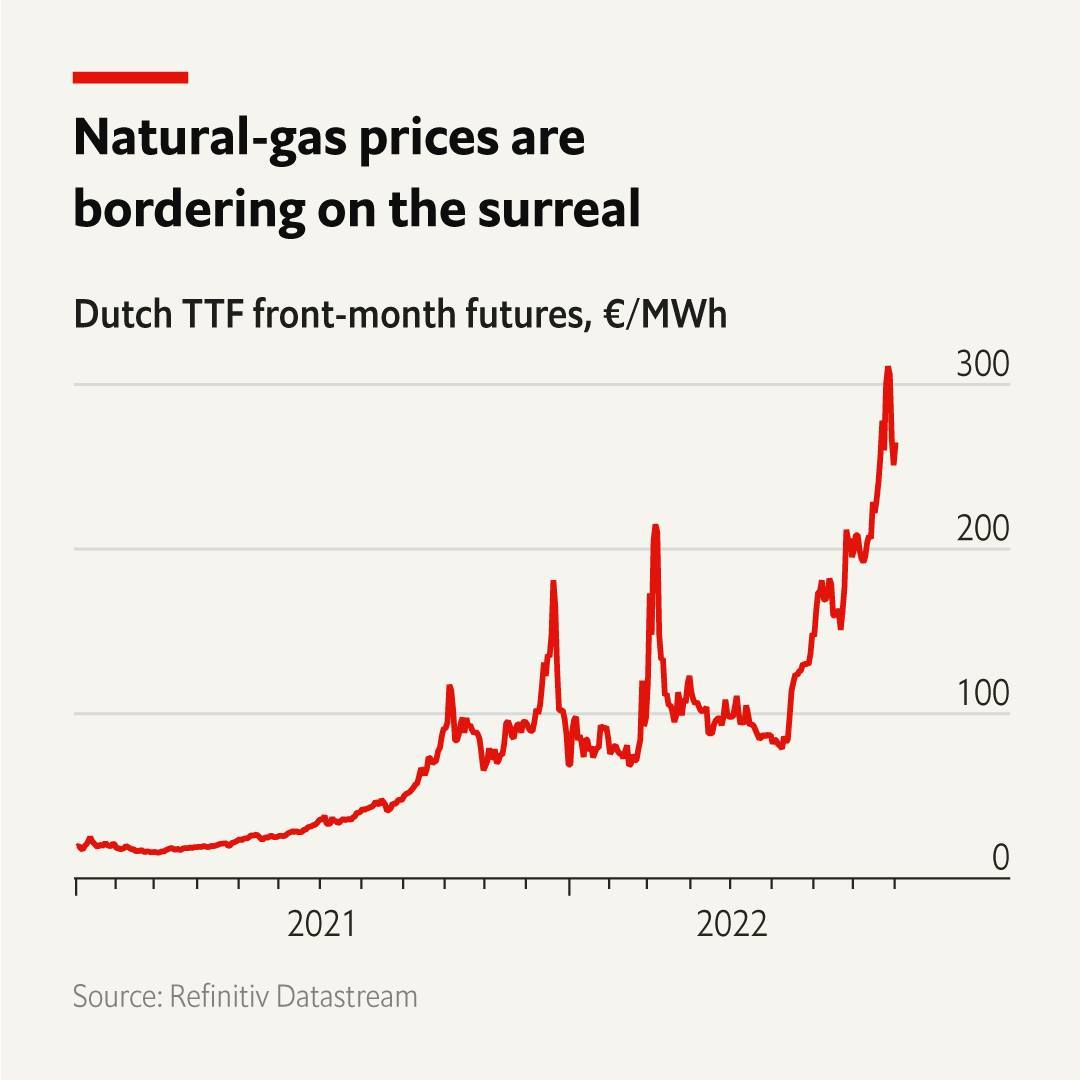 Natural-gas prices are
bordering on the surreal
Dutch TTF front-month futures, €/MWh
300
200
100
0
2021 2022
Source: Refinitiv Datastream